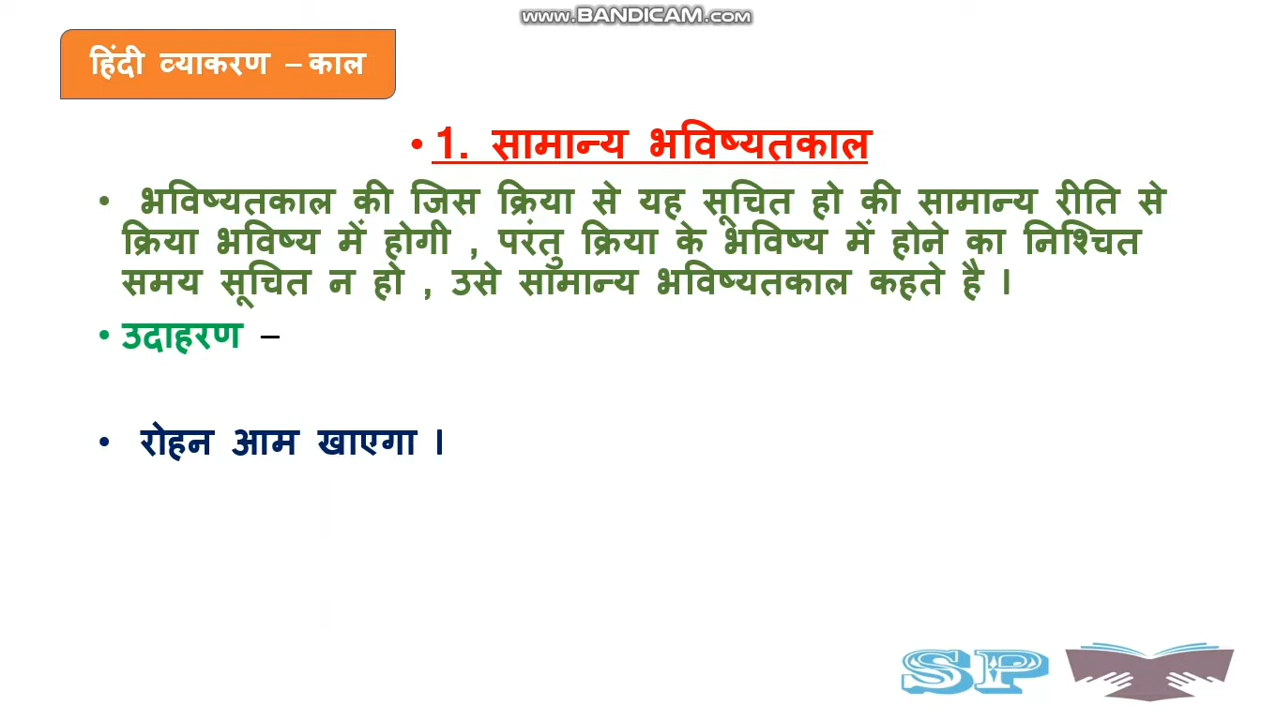 www.BANDICAM.com
हिंदी व्याकरण – काल
• 1. सामान्य भविष्यतकाल
• भविष्यतकाल की जिस क्रिया से यह सूचित हो की सामान्य रीति से
क्रिया भविष्य में होगी , परंतु क्रिया के भविष्य में होने का निश्चित
समय सूचित न हो , उसे सामान्य भविष्यतकाल कहते है ।
• उदाहरण –
• रोहन आम खाएगा ।
SP